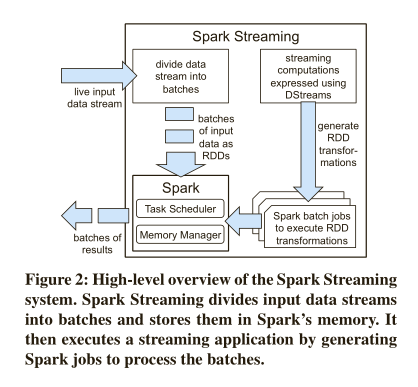 Spark Streaming
divide data
stream into
batches
streaming
computations
expressed using
DStreams
live input
data stream
batches
of input
data as
RDDs
generate
RDD
transfor-
mations
Spark
Task Scheduler
Memory Manager
Spark batch jobs
to execute RDD
transformations
batches of
results
Figure 2: High-level overview of the Spark Streaming
system. Spark Streaming divides input data streams
into batches and stores them in Spark's memory. It
then executes a streaming application by generating
Spark jobs to process the batches.